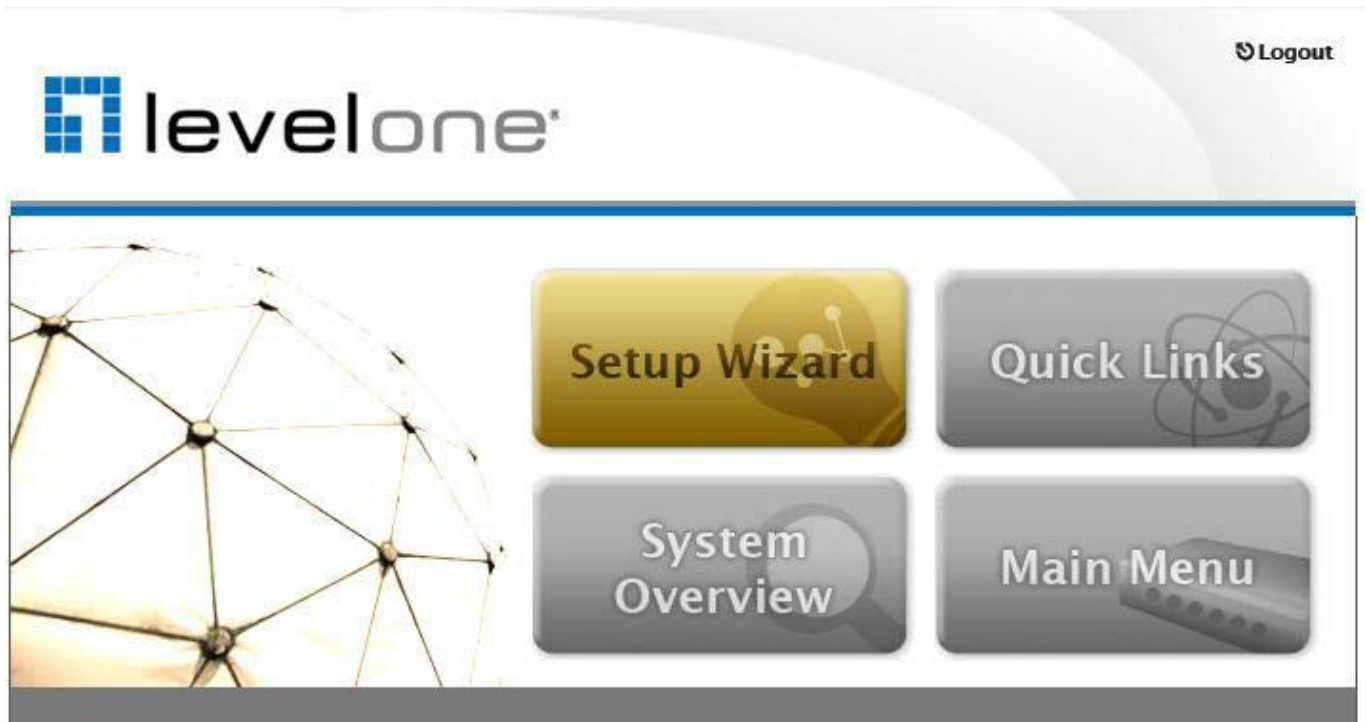 Logout
levelone®
Setup Wizard
Quick Links
System
Overview
Main Menu